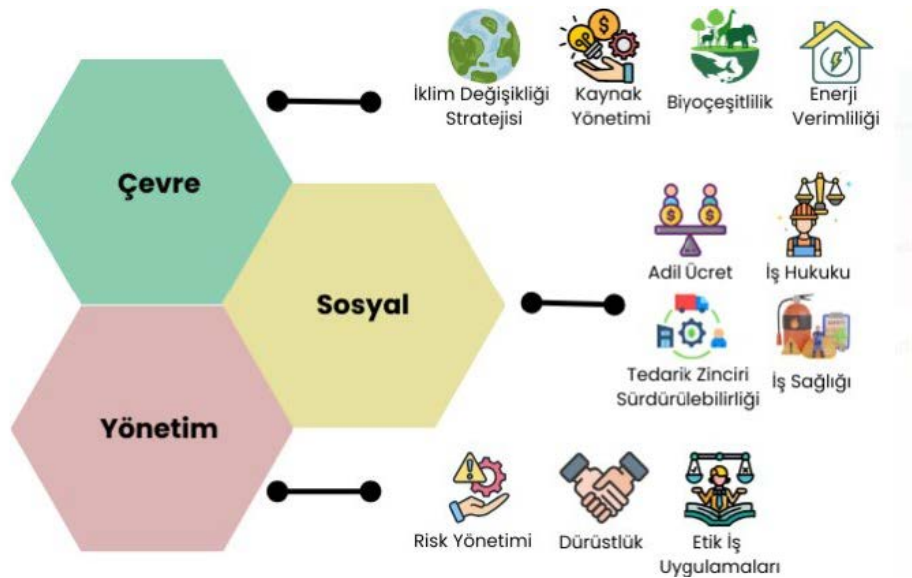 İklim Değişikliği
Stratejisi
Kaynak
Yönetimi
Biyoçeşitlilik
Enerji
Verimliliği
Çevre
Adil Ücret
İş Hukuku
Sosyal
Tedarik Zinciri
Sürdürülebilirliği
İş Sağlığı
Yönetim
Risk Yönetimi
Dürüstlük
Etik İş
Uygulamaları